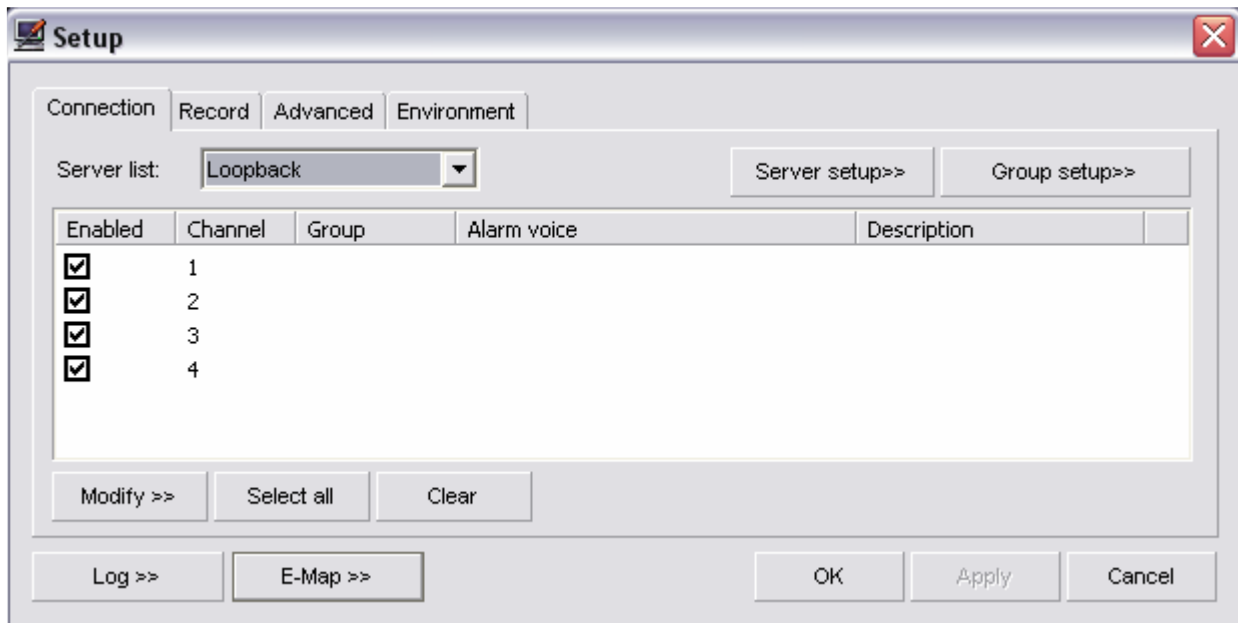 Setup
Connection Record Advanced Environment
Server list: Loopback Server setup>> Group setup>>
Enabled Channel Group Alarm voice Description
1
2
3
4
Modify >> Select all Clear
Log >> E-Map >> OK Apply Cancel